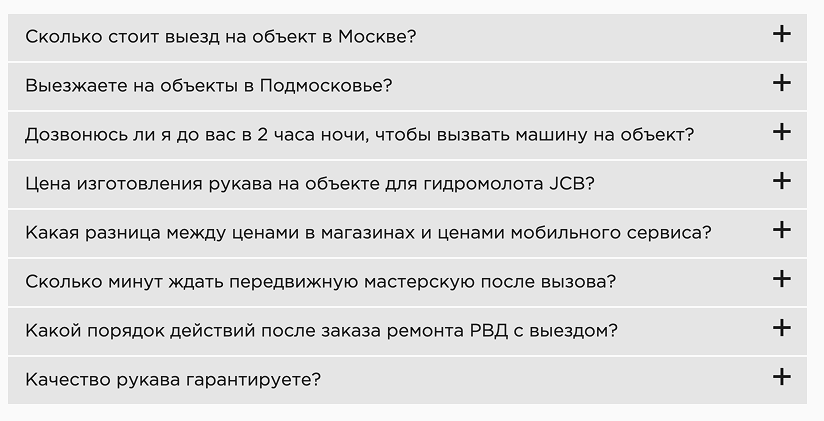 Сколько стоит выезд на объект в Москве?
Выезжаете на объекты в Подмосковье?
Дозвонюсь ли я до вас в 2 часа ночи, чтобы вызвать машину на объект?
Цена изготовления рукава на объекте для гидромолота JCB?
Какая разница между ценами в магазинах и ценами мобильного сервиса?
Сколько минут ждать передвижную мастерскую после вызова?
Какой порядок действий после заказа ремонта РВД с выездом?
Качество рукава гарантируете?